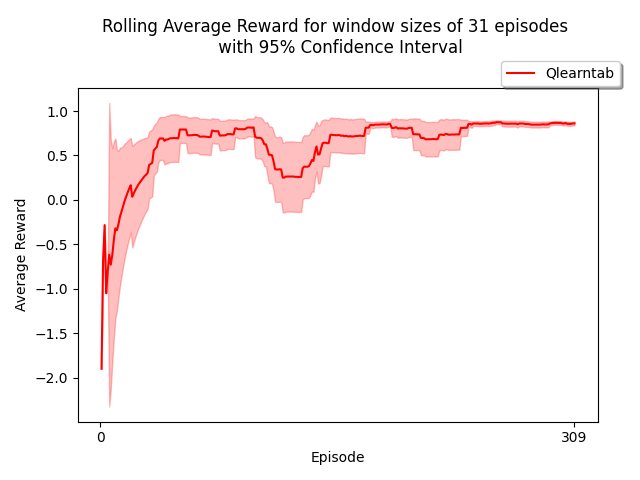 Rolling Average Reward for window sizes of 31 episodes
with 95% Confidence Interval
Qlearntab
1.0
0.5
0.0
−0.5
−1.0
−1.5
−2.0
Average Reward
0
309
Episode